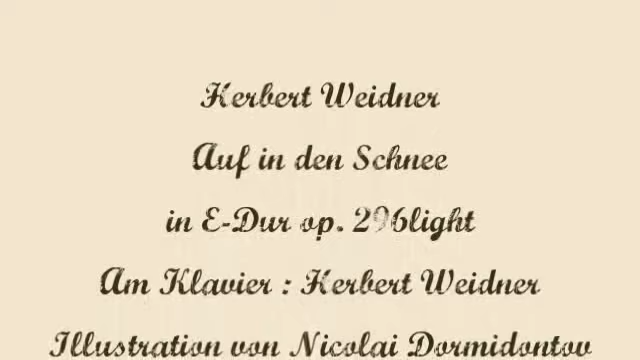 Herbert Weidner
Auf in den Schnee
in E-Dur op. 296light
Am Klavier : Herbert Weidner
Illustration von Nicolai Dormidontov